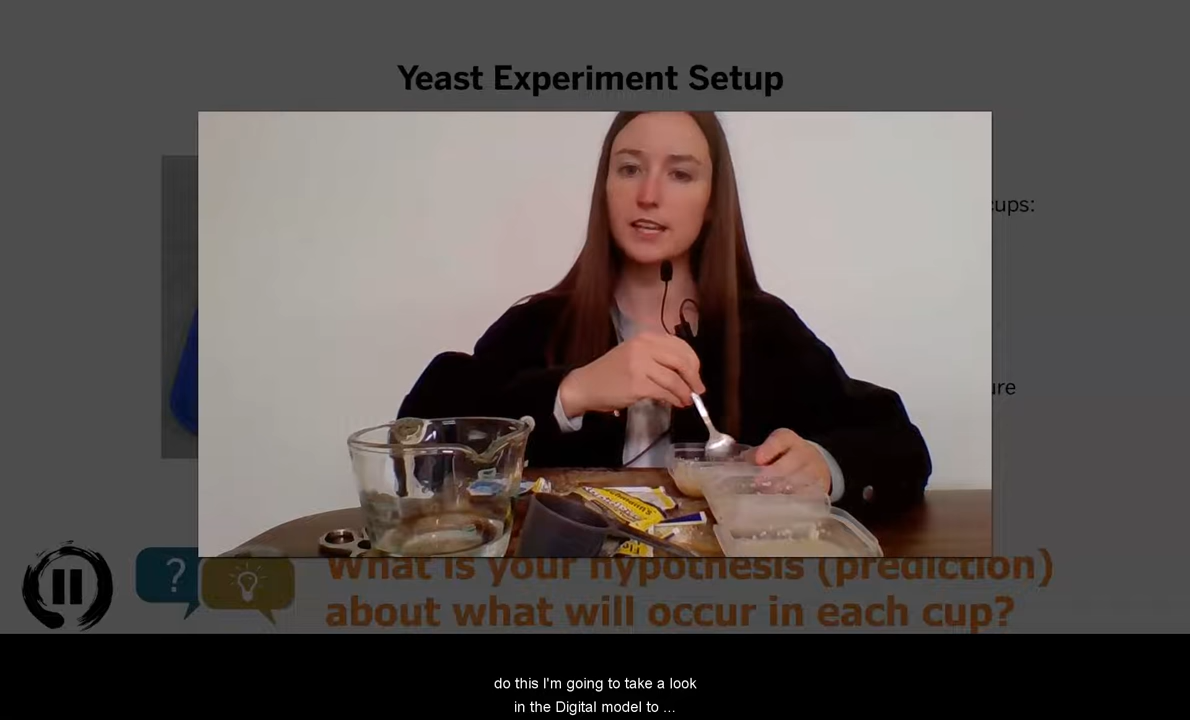 Yeast Experiment Setup
cups:
ure
?
What is your hypothesis (prediction)
about what will occur in each cup?
do this I'm going to take a look
in the Digital model to ...